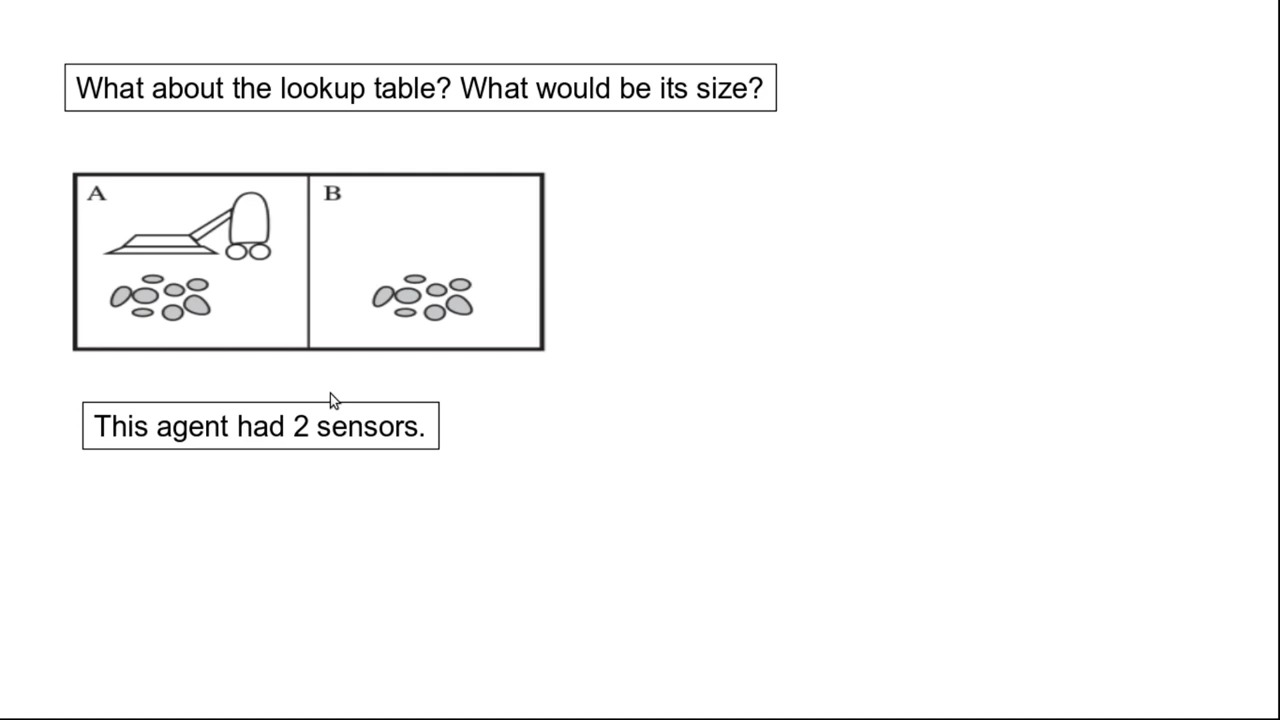 What about the lookup table? What would be its size?
A
B
This agent had 2 sensors.